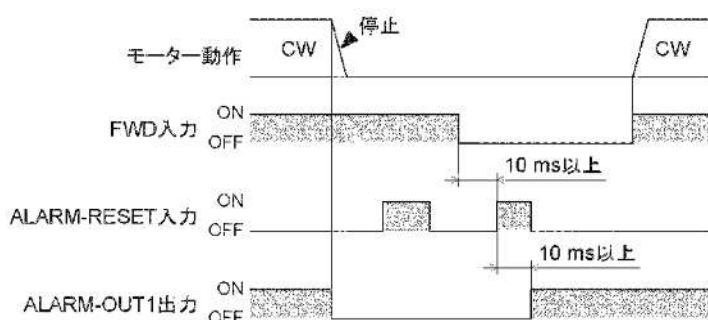 停止
CW
CW
モーター動作
ON
FWD入力
OFF
10 ms以上
ON
ALARM-RESET入力
OFF
10 ms以上
ON
ALARM-OUT1出力
OFF